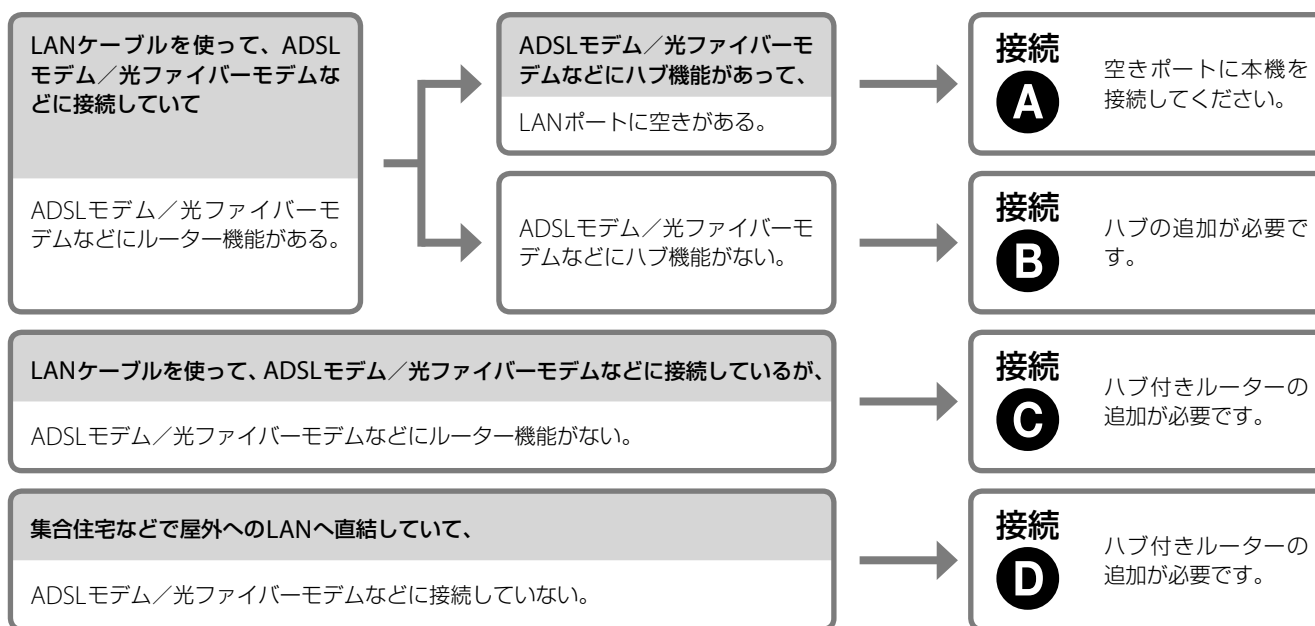 LANケーブルを使って、ADSL
モデム／光ファイバーモデムな
どに接続していて
ADSLモデム／光ファイバーモ
デムなどにルーター機能がある。
ADSLモデム／光ファイバーモ
デムなどにハブ機能があって、
LANポートに空きがある。
接続
A
空きポートに本機を
接続してください。
ADSLモデム／光ファイバーモ
デムなどにハブ機能がない。
接続
B
ハブの追加が必要で
す。
LANケーブルを使って、ADSLモデム／光ファイバーモデムなどに接続しているが、
ADSLモデム／光ファイバーモデムなどにルーター機能がない。
接続
C
ハブ付きルーターの
追加が必要です。
集合住宅などで屋外へのLANへ直結していて、
ADSLモデム／光ファイバーモデムなどに接続していない。
接続
D
ハブ付きルーターの
追加が必要です。